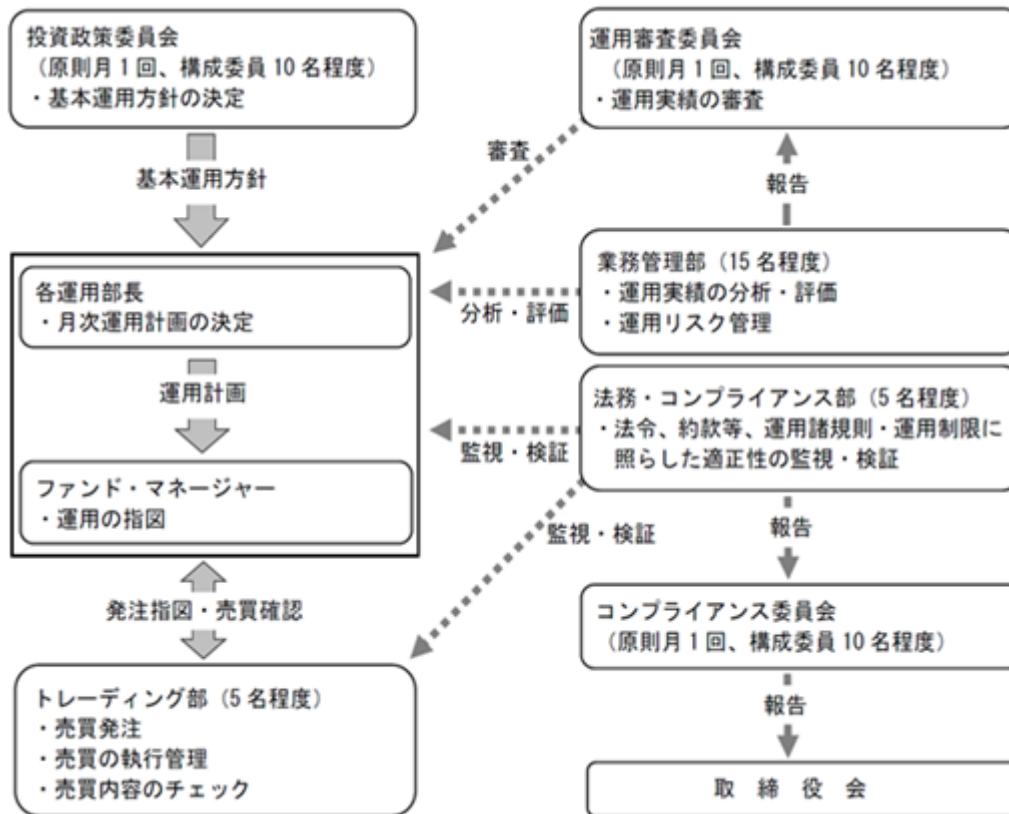 投資政策委員会
（原則月1回、構成委員10名程度）
・基本運用方針の決定
基本運用方針
各運用部長
・月次運用計画の決定
運用計画
ファンド・マネージャー
・運用の指図
発注指図・売買確認
トレーディング部（5名程度）
・売買発注
・売買の執行管理
・売買内容のチェック
運用審査委員会
（原則月1回、構成委員10名程度）
・運用実績の審査
審査
報告
業務管理部（15名程度）
・運用実績の分析・評価
・運用リスク管理
分析・評価
法務・コンプライアンス部（5名程度）
・法令、約款等、運用諸規則・運用制限に
照らした適正性の監視・検証
監視・検証
監視・検証
報告
コンプライアンス委員会
（原則月1回、構成委員10名程度）
報告
取　締　役　会